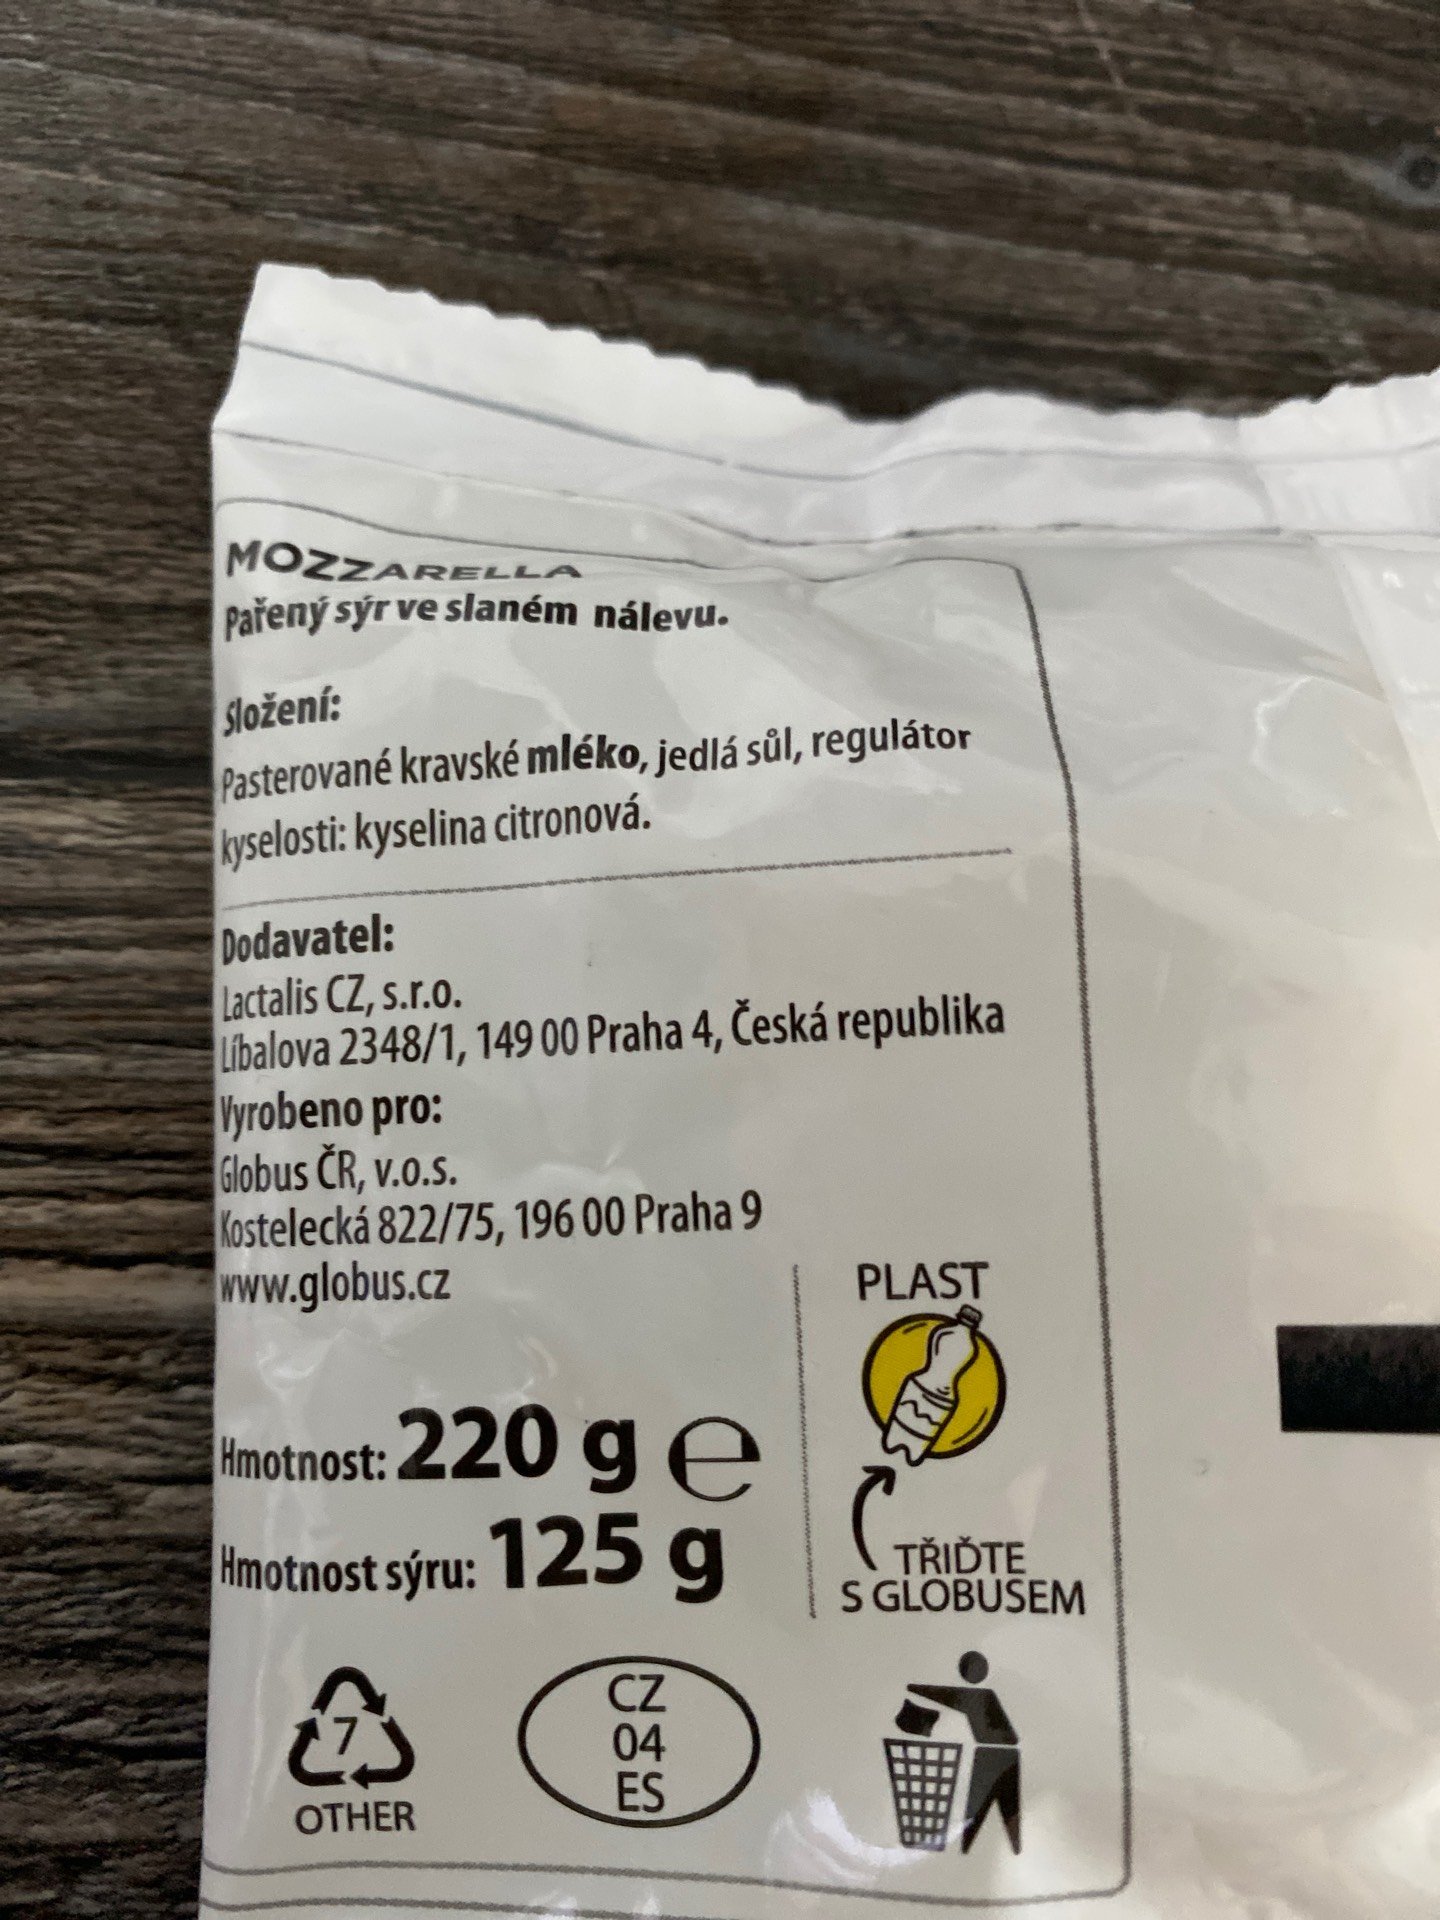 MOZZARELLA
Pařený sýr ve slaném nálevu.
Složení:
Pasterované kravské mléko, jedlá sůl, regulátor
kyselosti: kyselina citronová.
Dodavatel:
Lactalis CZ, s.r.o.
Líbalova 2348/1, 149 00 Praha 4, Česká republika
Vyrobeno pro:
Globus ČR, v.o.s.
Kostelecká 822/75, 196 00 Praha 9
www.globus.cz
Hmotnost: 220 g ℮
Hmotnost sýru: 125 g
PLAST
TŘIĎTE
S GLOBUSEM
7
OTHER
CZ
04
ES